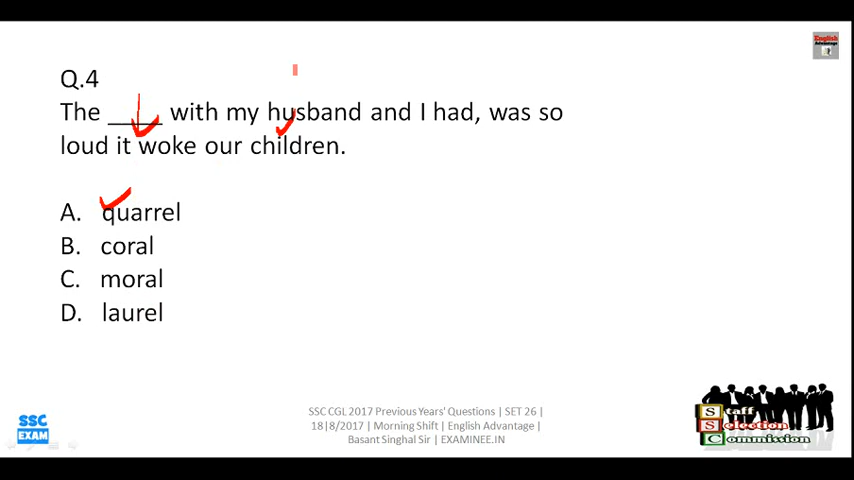 English
Advantage
Q.4
The ____ with my husband and I had, was so
loud it woke our children.
A. quarrel
B. coral
C. moral
D. laurel
SSC CGL 2017 Previous Years' Questions | SET 26 |
18|8/2017 | Morning Shift | English Advantage |
Basant Singhal Sir | EXAMINEE.IN
SSC
EXAM
Staff
Selection
Commission